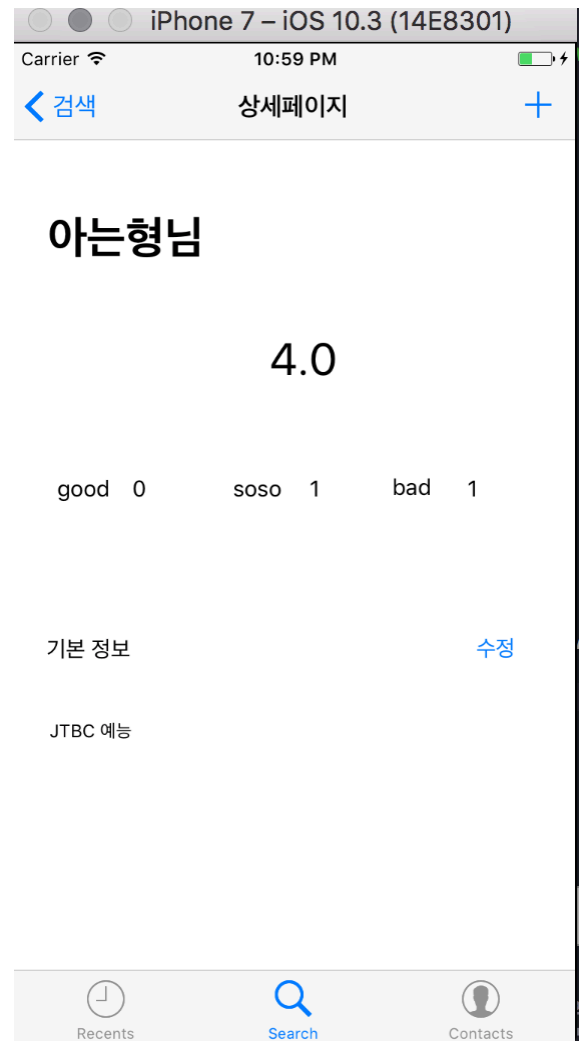 iPhone 7 – iOS 10.3 (14E8301)
Carrier 10:59 PM
검색 상세페이지
아는형님
4.0
good 0 soso 1 bad 1
기본 정보 수정
JTBC 예능
Recents Search Contacts